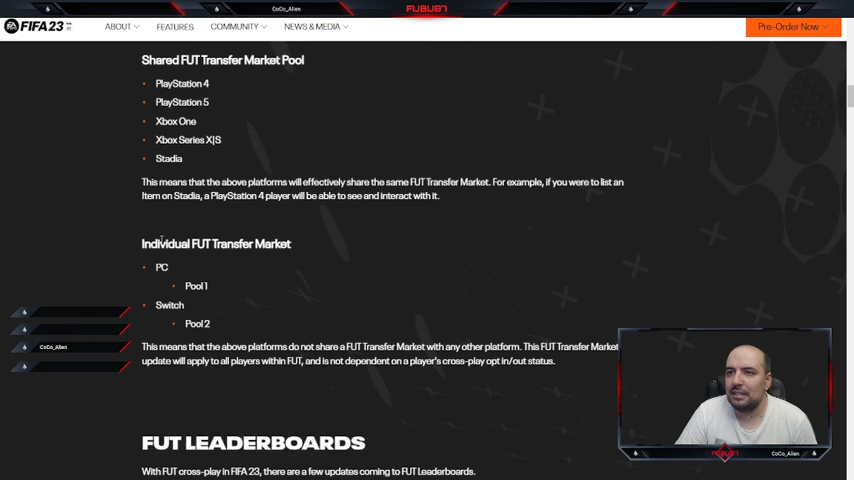 CoCo_Alien
FUBU87
EA SPORTS FIFA 23
ABOUT
FEATURES
COMMUNITY
NEWS & MEDIA
Pre-Order Now
Shared FUT Transfer Market Pool
PlayStation 4
PlayStation 5
Xbox One
Xbox Series X|S
Stadia
This means that the above platforms will effectively share the same FUT Transfer Market. For example, if you were to list an
Item on Stadia, a PlayStation 4 player will be able to see and interact with it.
Individual FUT Transfer Market
PC
Pool 1
Switch
Pool 2
CoCo_Alien
This means that the above platforms do not share a FUT Transfer Market with any other platform. This FUT Transfer Market
update will apply to all players within FUT, and is not dependent on a player's cross-play opt in/out status.
FUT LEADERBOARDS
CoCo_Alien
With FUT cross-play in FIFA 23, there are a few updates coming to FUT Leaderboards.